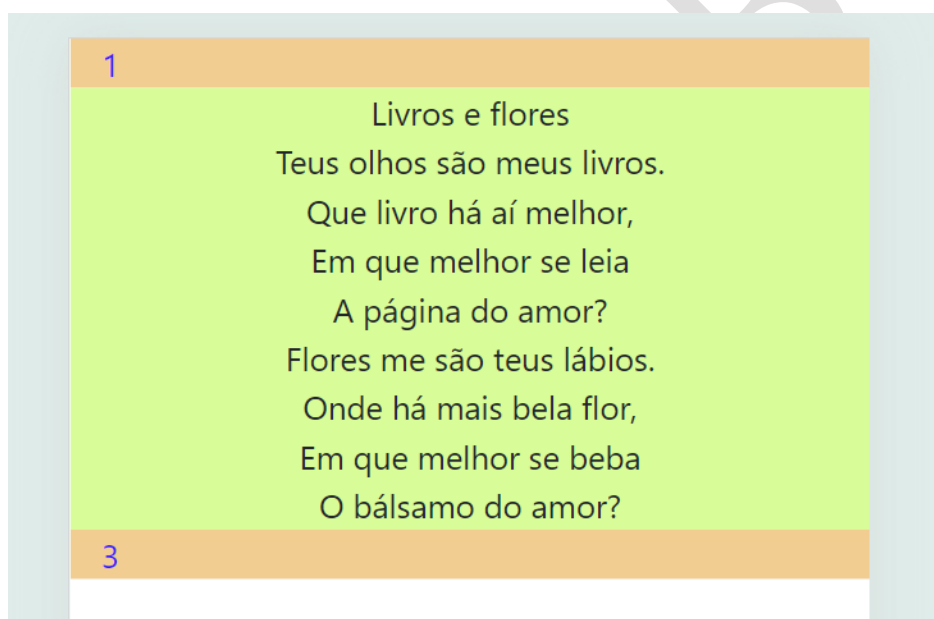 1
Livros e flores
Teus olhos são meus livros.
Que livro há aí melhor,
Em que melhor se leia
A página do amor?
Flores me são teus lábios.
Onde há mais bela flor,
Em que melhor se beba
O bálsamo do amor?
3